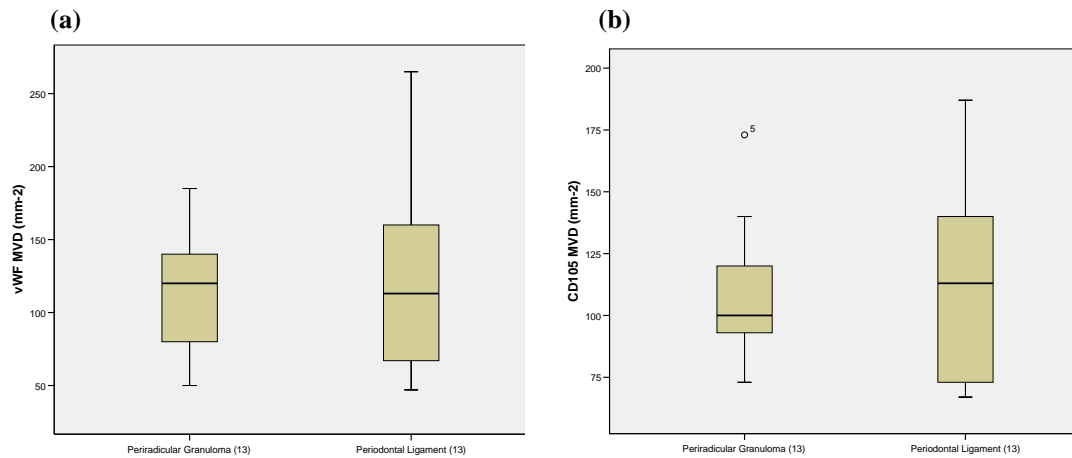 (a)
250
200
150
100
50
vWF MVD (mm-2)
Periradicular Granuloma (13)
Periodontal Ligament (13)
(b)
200
175
150
125
100
75
CD105 MVD (mm-2)
5
Periradicular Granuloma (13)
Periodontal Ligament (13)